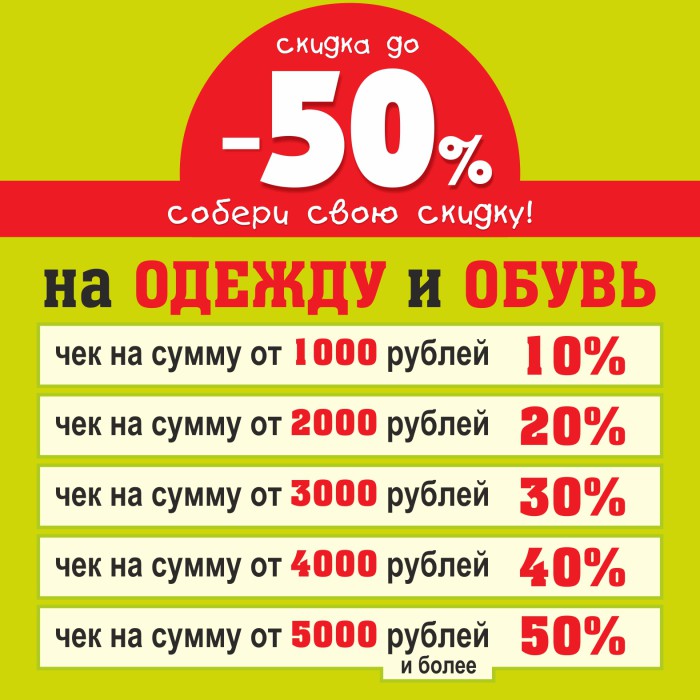 скидка до
-50%
собери свою скидку!
на ОДЕЖДУ и ОБУВЬ
чек на сумму от 1000 рублей 10%
чек на сумму от 2000 рублей 20%
чек на сумму от 3000 рублей 30%
чек на сумму от 4000 рублей 40%
чек на сумму от 5000 рублей 50%
и более